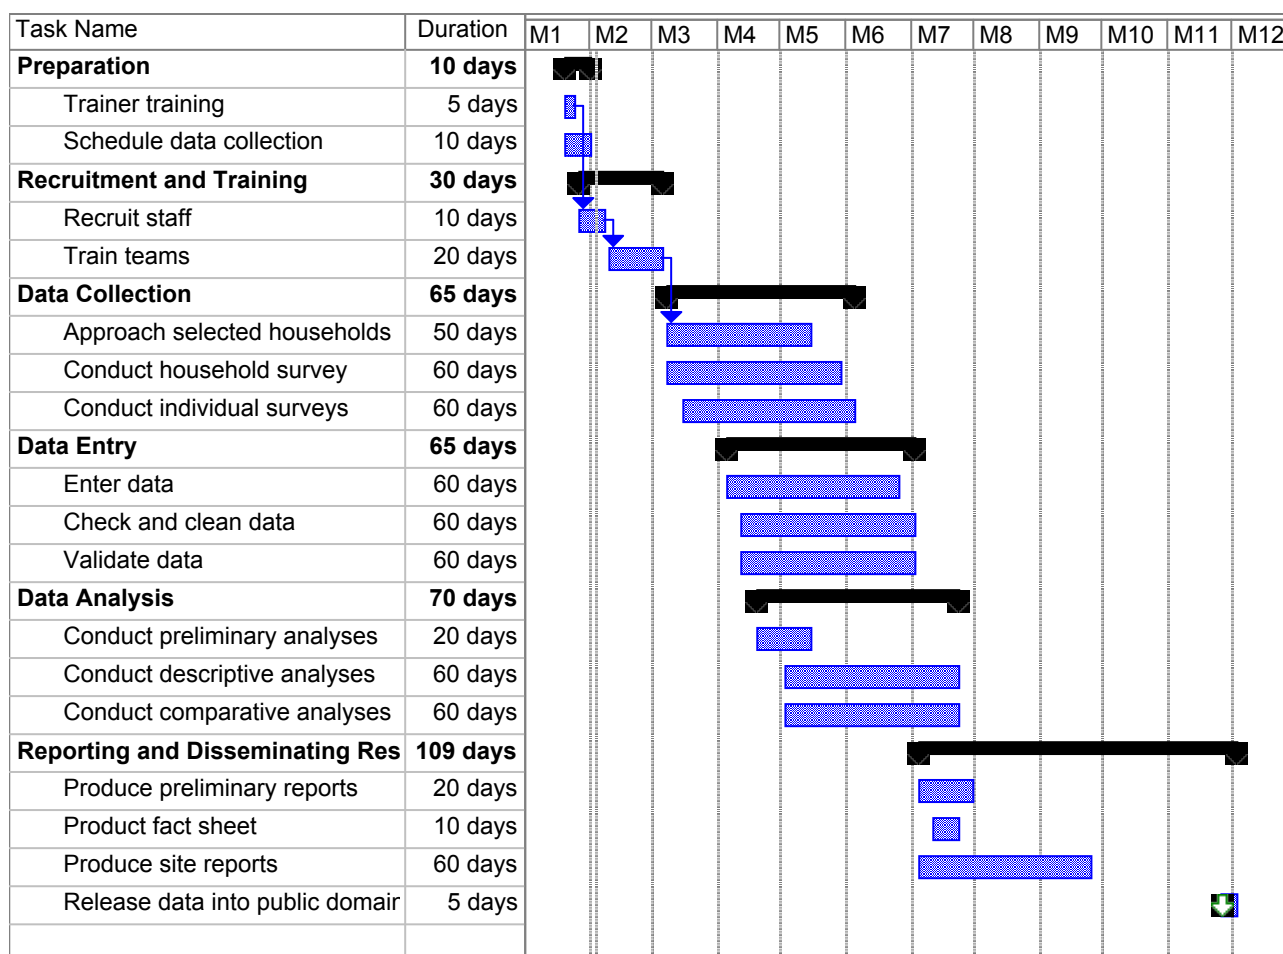 Task Name Duration M1 M2 M3 M4 M5 M6 M7 M8 M9 M10 M11 M12
Preparation 10 days
Trainer training 5 days
Schedule data collection 10 days
Recruitment and Training 30 days
Recruit staff 10 days
Train teams 20 days
Data Collection 65 days
Approach selected households 50 days
Conduct household survey 60 days
Conduct individual surveys 60 days
Data Entry 65 days
Enter data 60 days
Check and clean data 60 days
Validate data 60 days
Data Analysis 70 days
Conduct preliminary analyses 20 days
Conduct descriptive analyses 60 days
Conduct comparative analyses 60 days
Reporting and Disseminating Res 109 days
Produce preliminary reports 20 days
Product fact sheet 10 days
Produce site reports 60 days
Release data into public domair 5 days